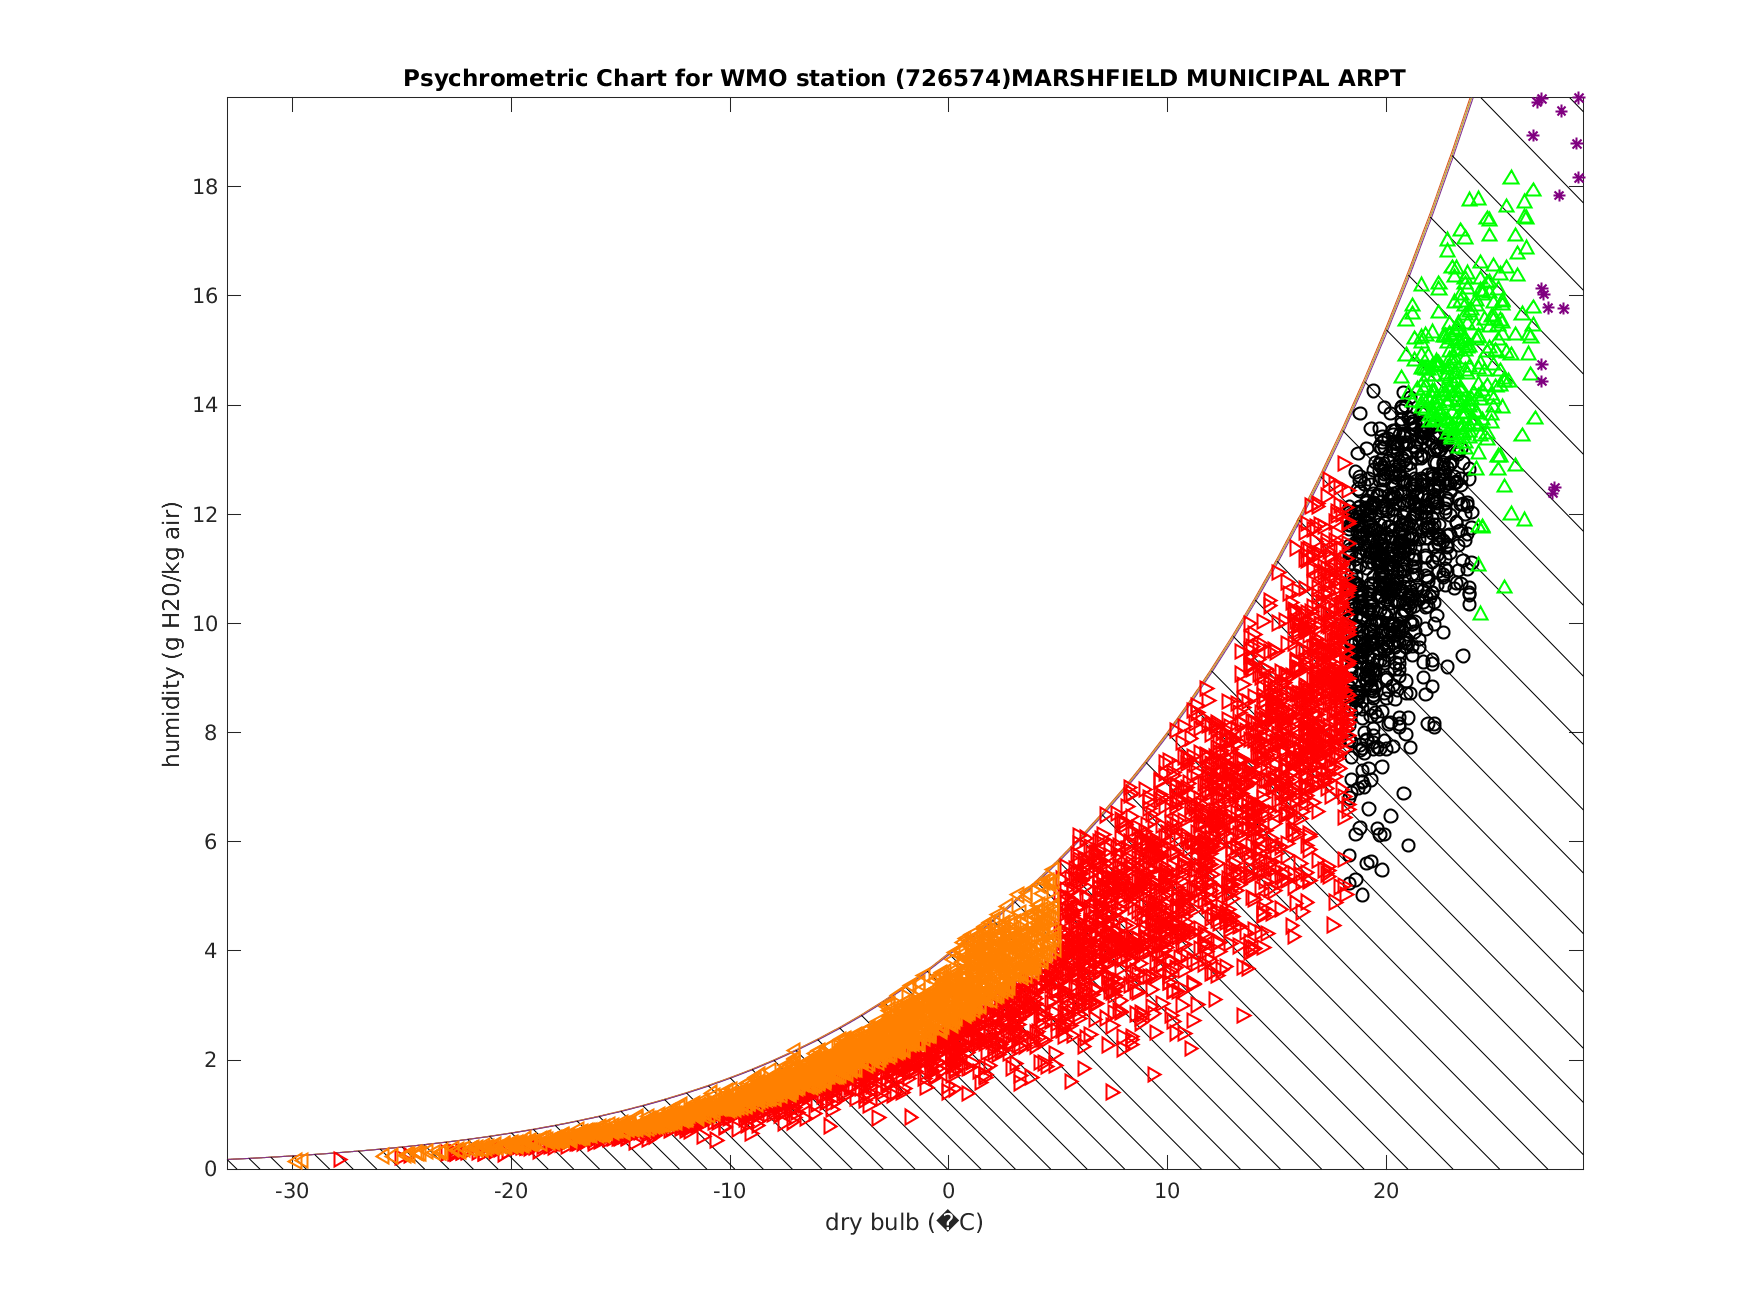 Psychrometric Chart for WMO station (726574)MARSHFIELD MUNICIPAL ARPT
18
16
14
12
10
8
6
4
2
0
humidity (g H20/kg air)
-30 -20 -10 0 10 20
dry bulb (�C)